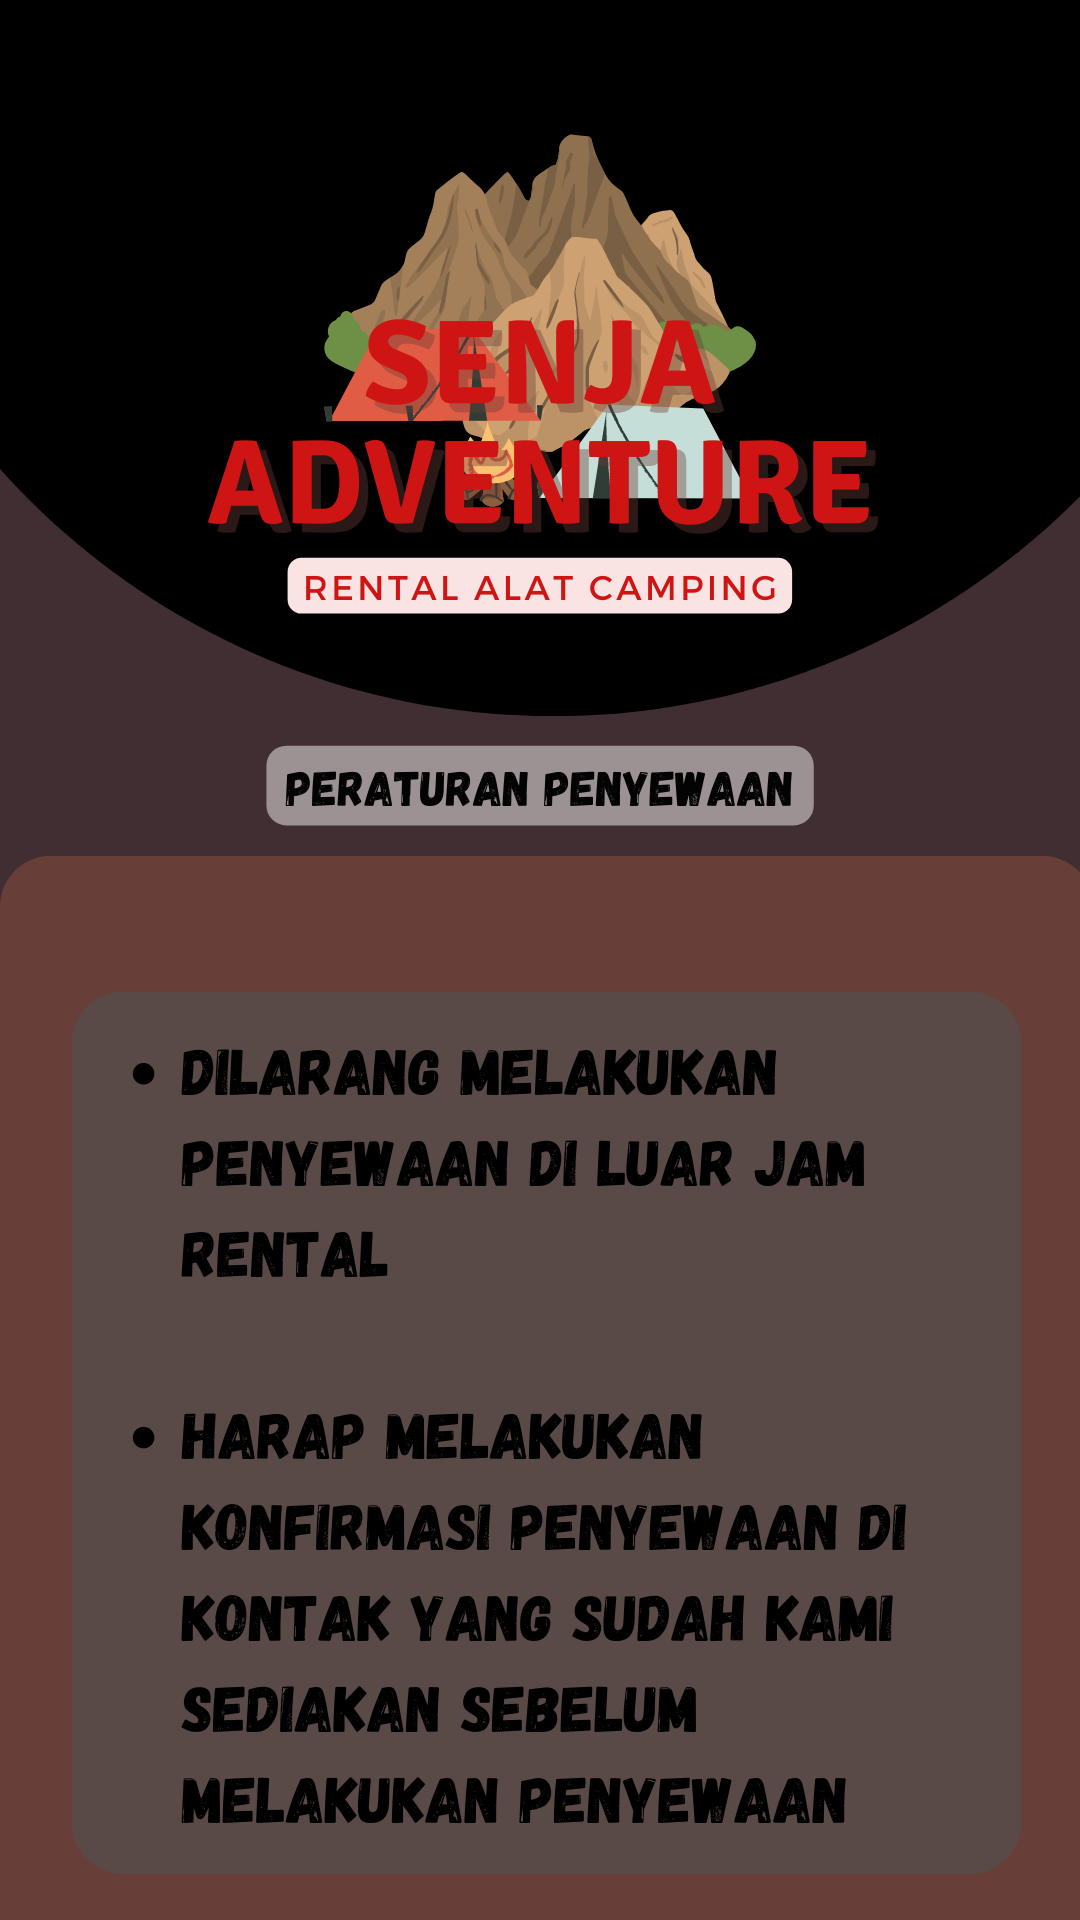 SENJA
ADVENTURE
RENTAL ALAT CAMPING
PERATURAN PENYEWAAN
• DILARANG MELAKUKAN
PENYEWAAN DI LUAR JAM
RENTAL
• HARAP MELAKUKAN
KONFIRMASI PENYEWAAN DI
KONTAK YANG SUDAH KAMI
SEDIAKAN SEBELUM
MELAKUKAN PENYEWAAN